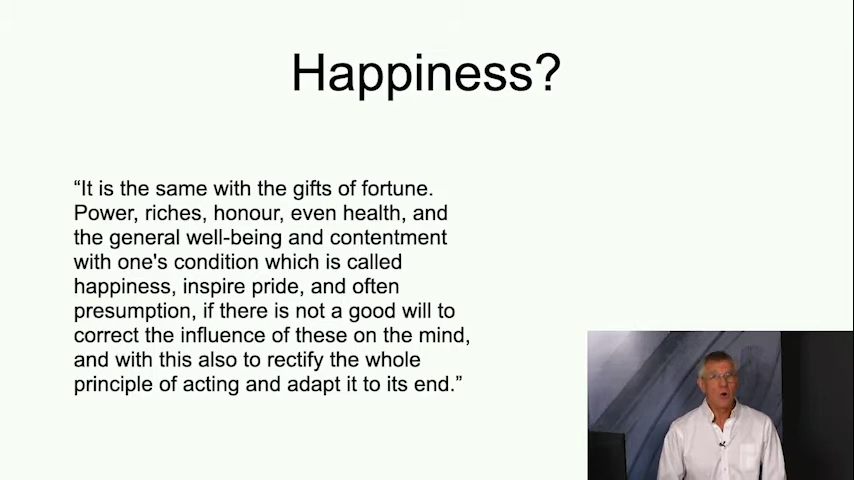 Happiness?
“It is the same with the gifts of fortune.
Power, riches, honour, even health, and
the general well-being and contentment
with one's condition which is called
happiness, inspire pride, and often
presumption, if there is not a good will to
correct the influence of these on the mind,
and with this also to rectify the whole
principle of acting and adapt it to its end.”